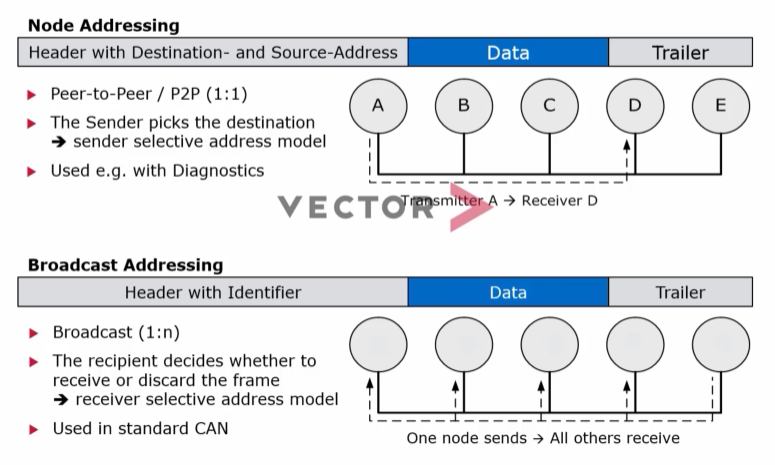 Node Addressing
Header with Destination- and Source-Address Data Trailer
Peer-to-Peer / P2P (1:1)
The Sender picks the destination
➔ sender selective address model
Used e.g. with Diagnostics
A B C D E
Transmitter A → Receiver D
VECTOR
Broadcast Addressing
Header with Identifier Data Trailer
Broadcast (1:n)
The recipient decides whether to
receive or discard the frame
➔ receiver selective address model
Used in standard CAN
One node sends → All others receive